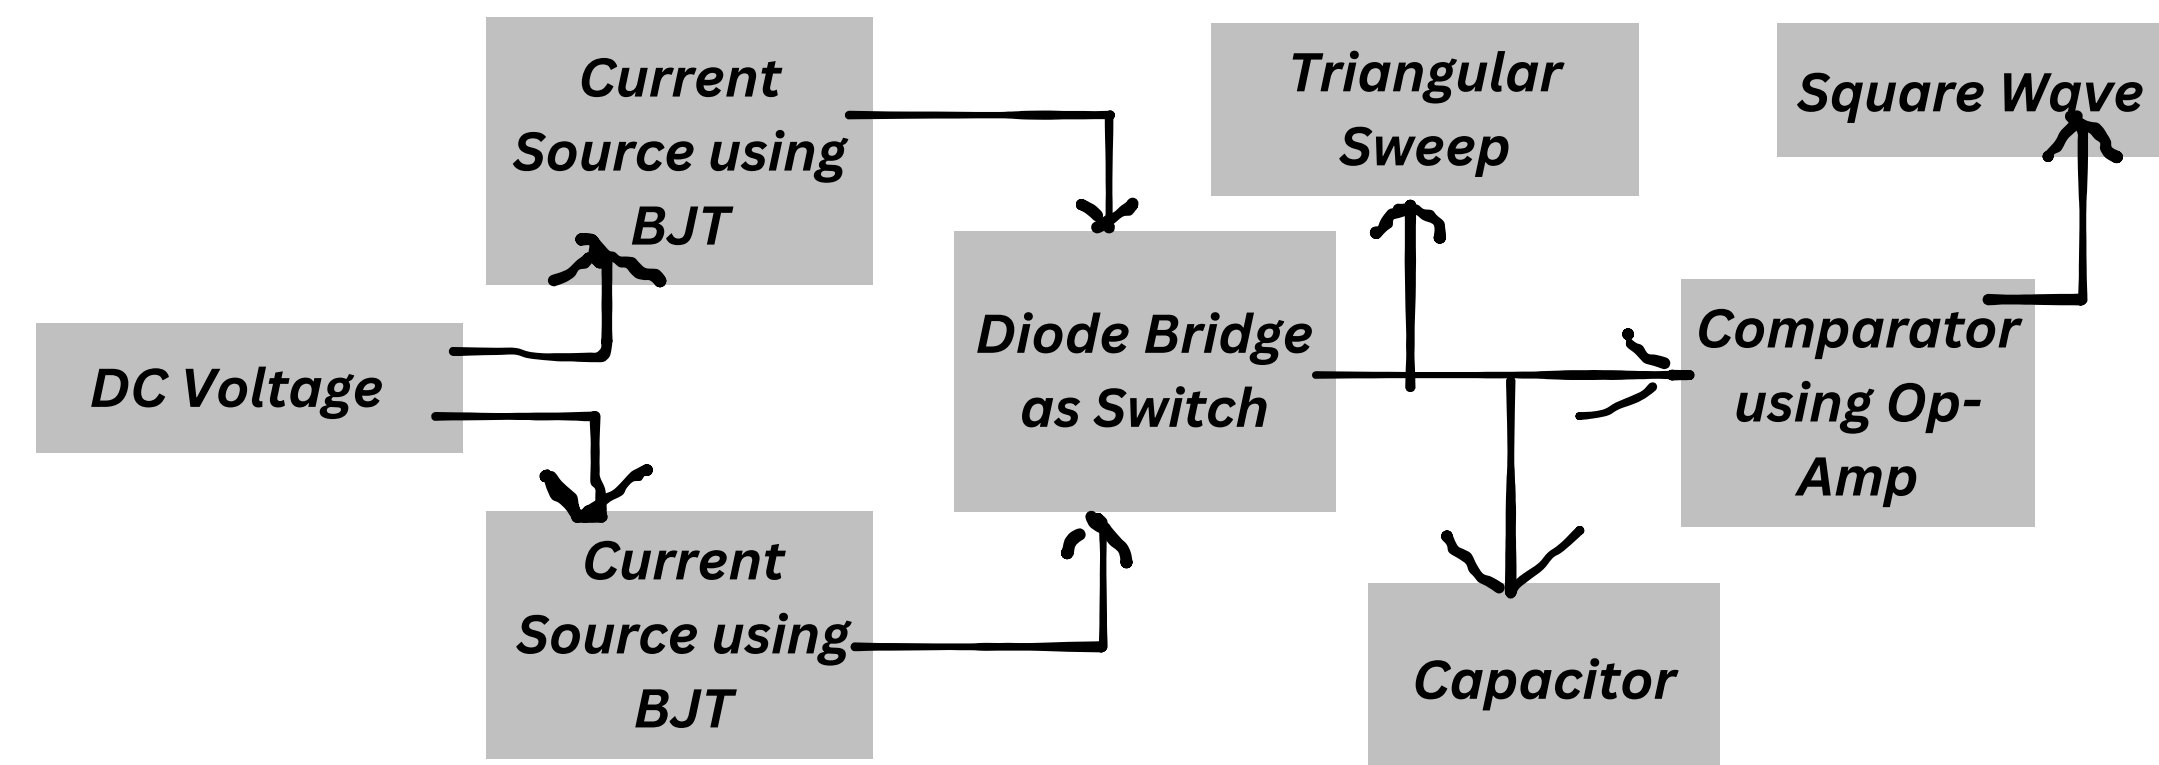 Current
Source using
BJT
Triangular
Sweep
Square Wave
DC Voltage
Diode Bridge
as Switch
Comparator
using Op-
Amp
Current
Source using
BJT
Capacitor